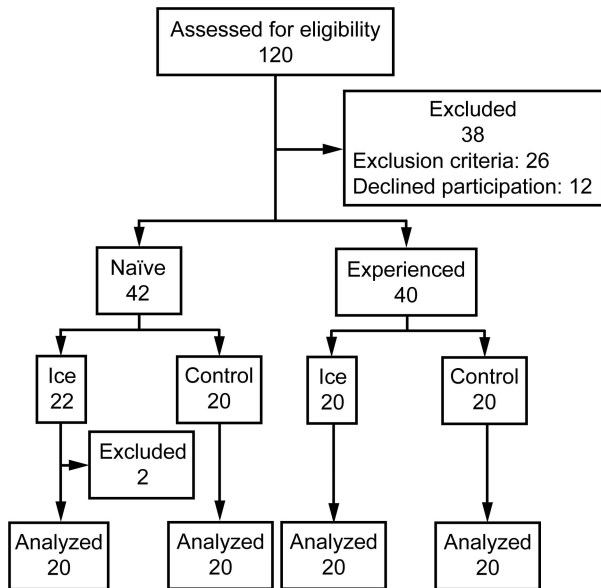 Assessed for eligibility
120
Excluded
38
Exclusion criteria: 26
Declined participation: 12
Naïve
42
Experienced
40
Ice
22
Control
20
Ice
20
Control
20
Excluded
2
Analyzed
20
Analyzed
20
Analyzed
20
Analyzed
20